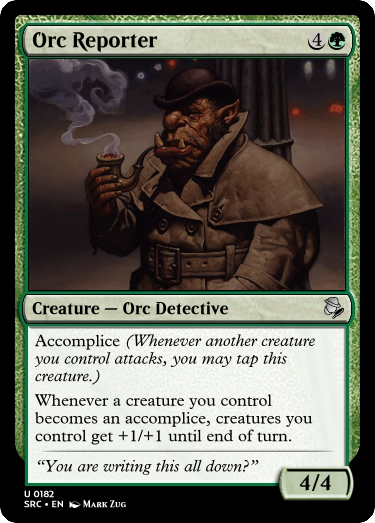 Orc Reporter 4
Creature — Orc Detective
Accomplice (Whenever another creature
you control attacks, you may tap this
creature.)
Whenever a creature you control
becomes an accomplice, creatures you
control get +1/+1 until end of turn.
“You are writing this all down?”
4/4
U 0182
SRC • EN Mark Zug